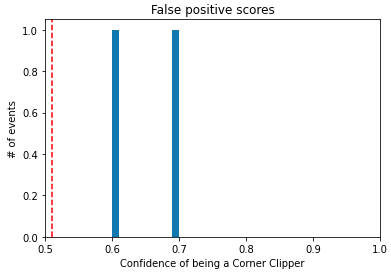 False positive scores
# of events
1.0
0.8
0.6
0.4
0.2
0.0
0.5 0.6 0.7 0.8 0.9 1.0
Confidence of being a Corner Clipper